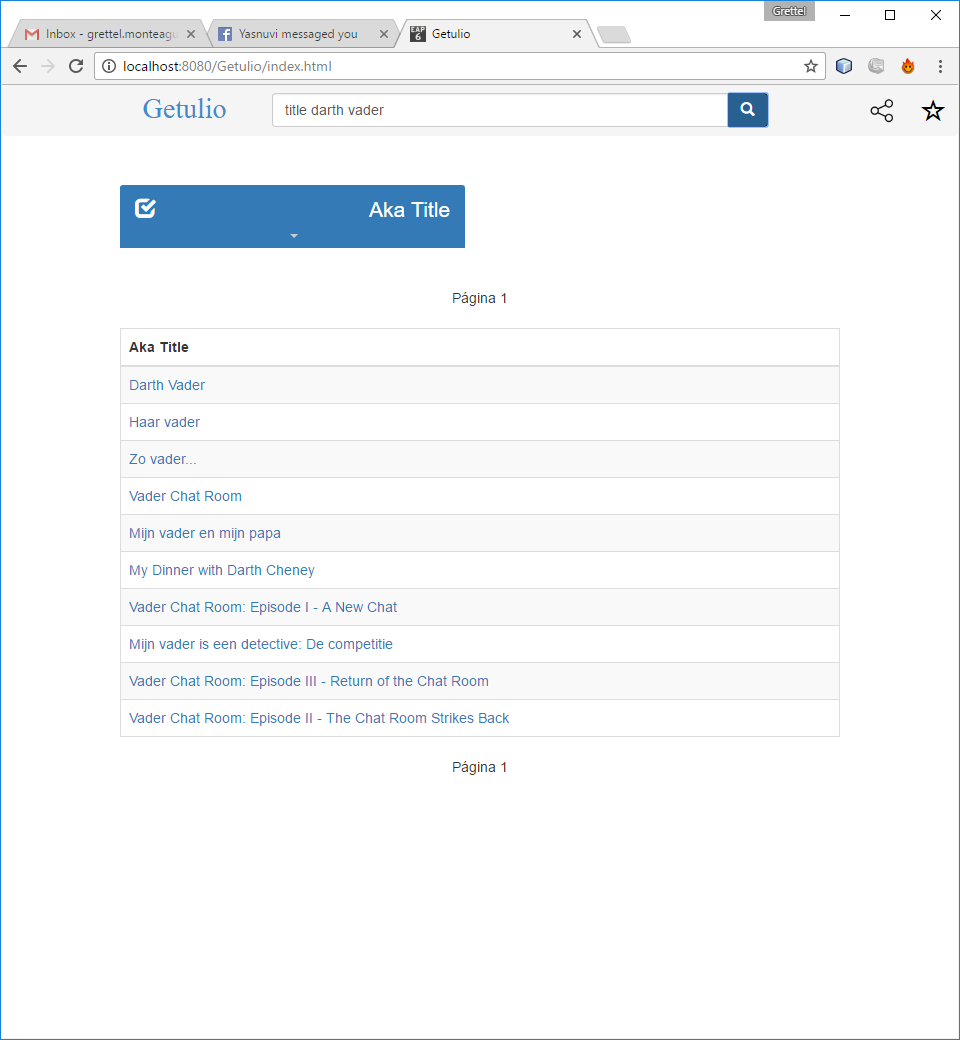 Grettel
Inbox - grettel.monteagu
Yasnuvi messaged you
EAP 6
Getulio
localhost:8080/Getulio/index.html
Getulio
title darth vader
Aka Title
Página 1
Aka Title
Darth Vader
Haar vader
Zo vader...
Vader Chat Room
Mijn vader en mijn papa
My Dinner with Darth Cheney
Vader Chat Room: Episode I - A New Chat
Mijn vader is een detective: De competitie
Vader Chat Room: Episode III - Return of the Chat Room
Vader Chat Room: Episode II - The Chat Room Strikes Back
Página 1